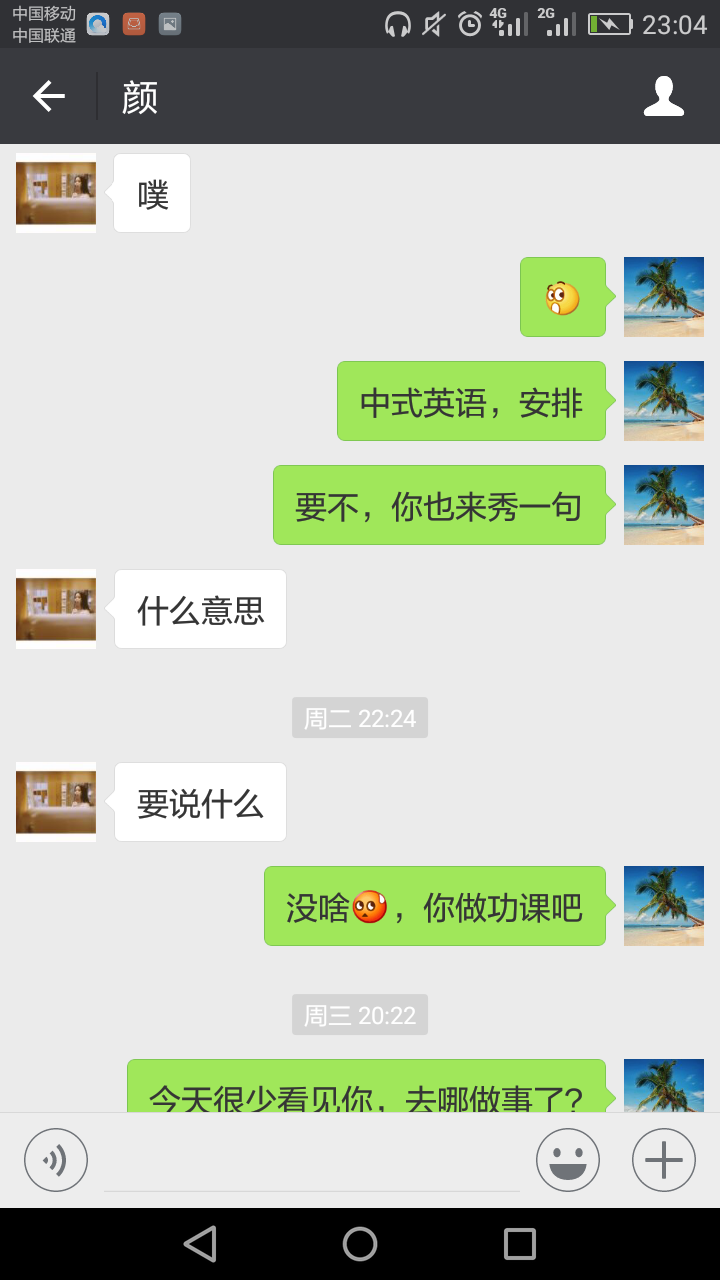 中国移动
中国联通
4G
2G
23:04
颜
噗
中式英语，安排
要不，你也来秀一句
什么意思
周二 22:24
要说什么
没啥，你做功课吧
周三 20:22
今天很少看见你，去哪做事了?